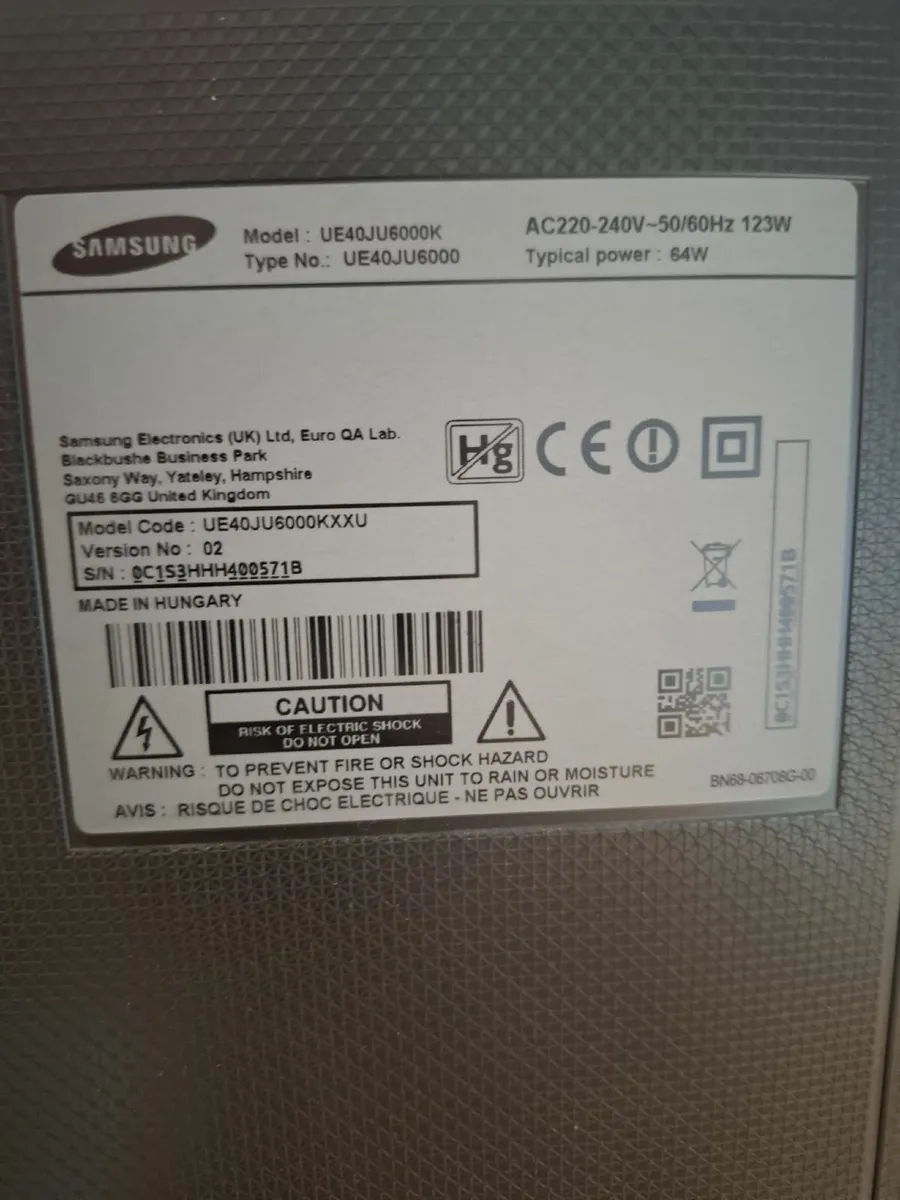 SAMSUNG
Model : UE40JU6000K
Type No.: UE40JU6000
AC220-240V~50/60Hz 123W
Typical power : 64W
Samsung Electronics (UK) Ltd, Euro QA Lab.
Blackbushe Business Park
Saxony Way, Yateley, Hampshire
GU46 6GG United Kingdom
Hg
CE
Model Code : UE40JU6000KXXU
Version No : 02
S/N : 0C1S3HHH400571B
MADE IN HUNGARY
0C1S3HHH400571B
CAUTION
RISK OF ELECTRIC SHOCK
DO NOT OPEN
WARNING : TO PREVENT FIRE OR SHOCK HAZARD
DO NOT EXPOSE THIS UNIT TO RAIN OR MOISTURE
AVIS : RISQUE DE CHOC ELECTRIQUE - NE PAS OUVRIR
BN68-06708G-00